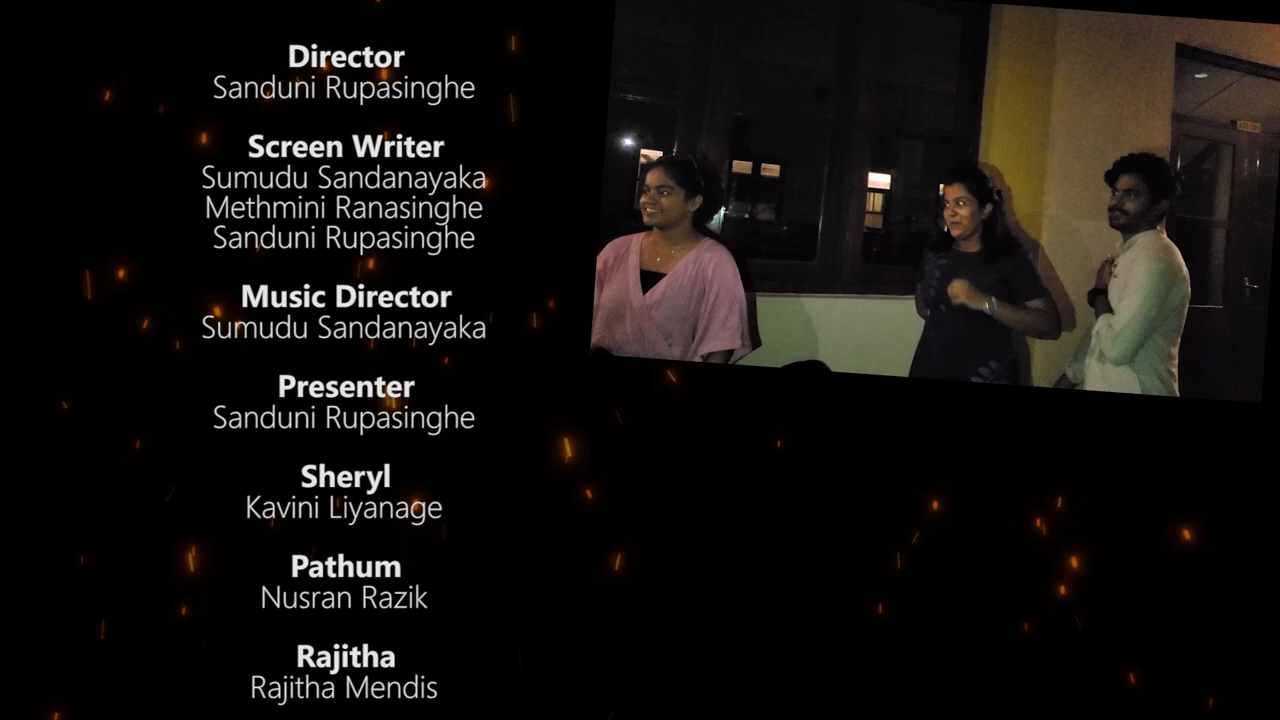 Director
Sanduni Rupasinghe
Screen Writer
Sumudu Sandanayaka
Methmini Ranasinghe
Sanduni Rupasinghe
Music Director
Sumudu Sandanayaka
Presenter
Sanduni Rupasinghe
Sheryl
Kavini Liyanage
Pathum
Nusran Razik
Rajitha
Rajitha Mendis